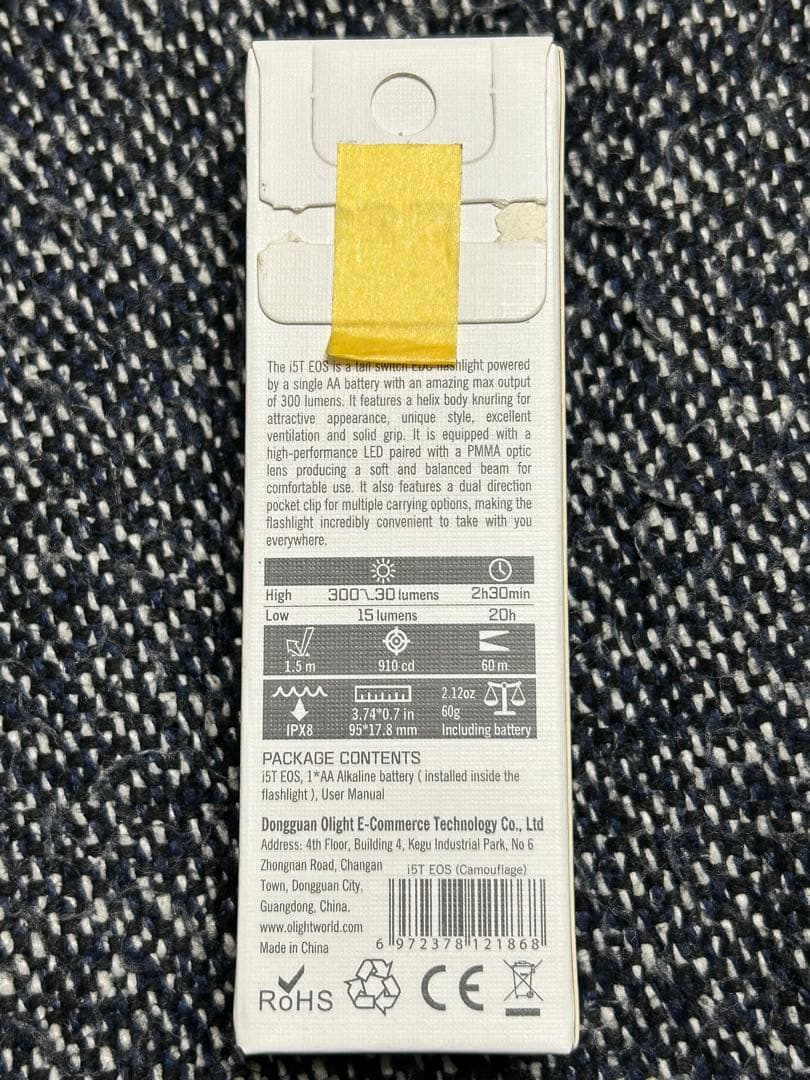 The i5T EOS is a tail switch EDC flashlight powered
by a single AA battery with an amazing max output
of 300 lumens. It features a helix body knurling for
attractive appearance, unique style, excellent
ventilation and solid grip. It is equipped with a
high-performance LED paired with a PMMA optic
lens producing a soft and balanced beam for
comfortable use. It also features a dual direction
pocket clip for multiple carrying options, making the
flashlight incredibly convenient to take with you
everywhere.
High 300~30 lumens 2h30min
Low 15 lumens 20h
1.5 m 910 cd 60 m
IPX8
3.74*0.7 in
95*17.8 mm
2.12oz
60g
Including battery
PACKAGE CONTENTS
i5T EOS, 1*AA Alkaline battery ( installed inside the
flashlight ), User Manual
Dongguan Olight E-Commerce Technology Co., Ltd
Address: 4th Floor, Building 4, Kegu Industrial Park, No 6
Zhongnan Road, Changan
Town, Dongguan City,
Guangdong, China.
www.olightworld.com
Made in China
i5T EOS (Camouflage)
6 972378 121868
RoHS
CE